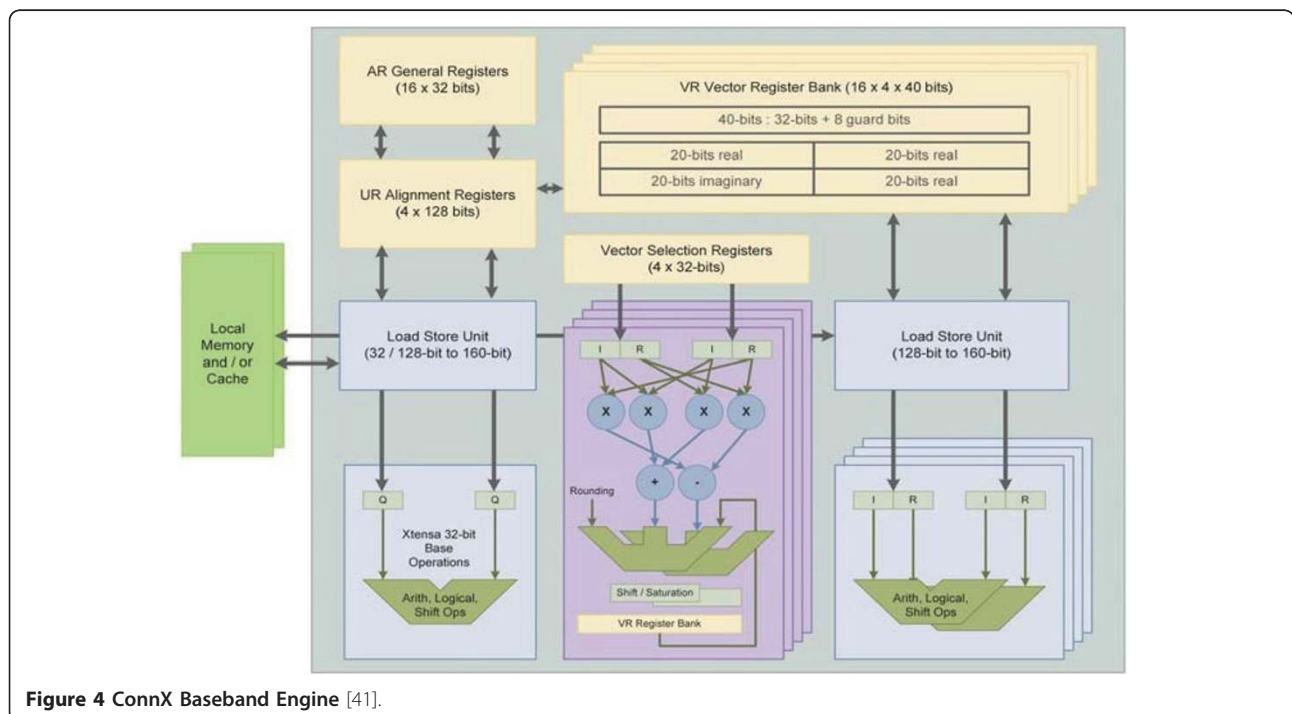 AR General Registers
(16 x 32 bits)
VR Vector Register Bank (16 x 4 x 40 bits)
40-bits : 32-bits + 8 guard bits
20-bits real
20-bits real
20-bits imaginary
20-bits real
UR Alignment Registers
(4 x 128 bits)
Vector Selection Registers
(4 x 32-bits)
Local
Memory
and / or
Cache
Load Store Unit
(32 / 128-bit to 160-bit)
Load Store Unit
(128-bit to 160-bit)
I R I R
X X X X
+ -
Rounding
Shift / Saturation
VR Register Bank
Q Q
Xtensa 32-bit
Base
Operations
Arith, Logical,
Shift Ops
I R I R
Arith, Logical,
Shift Ops
Figure 4 ConnX Baseband Engine [41].